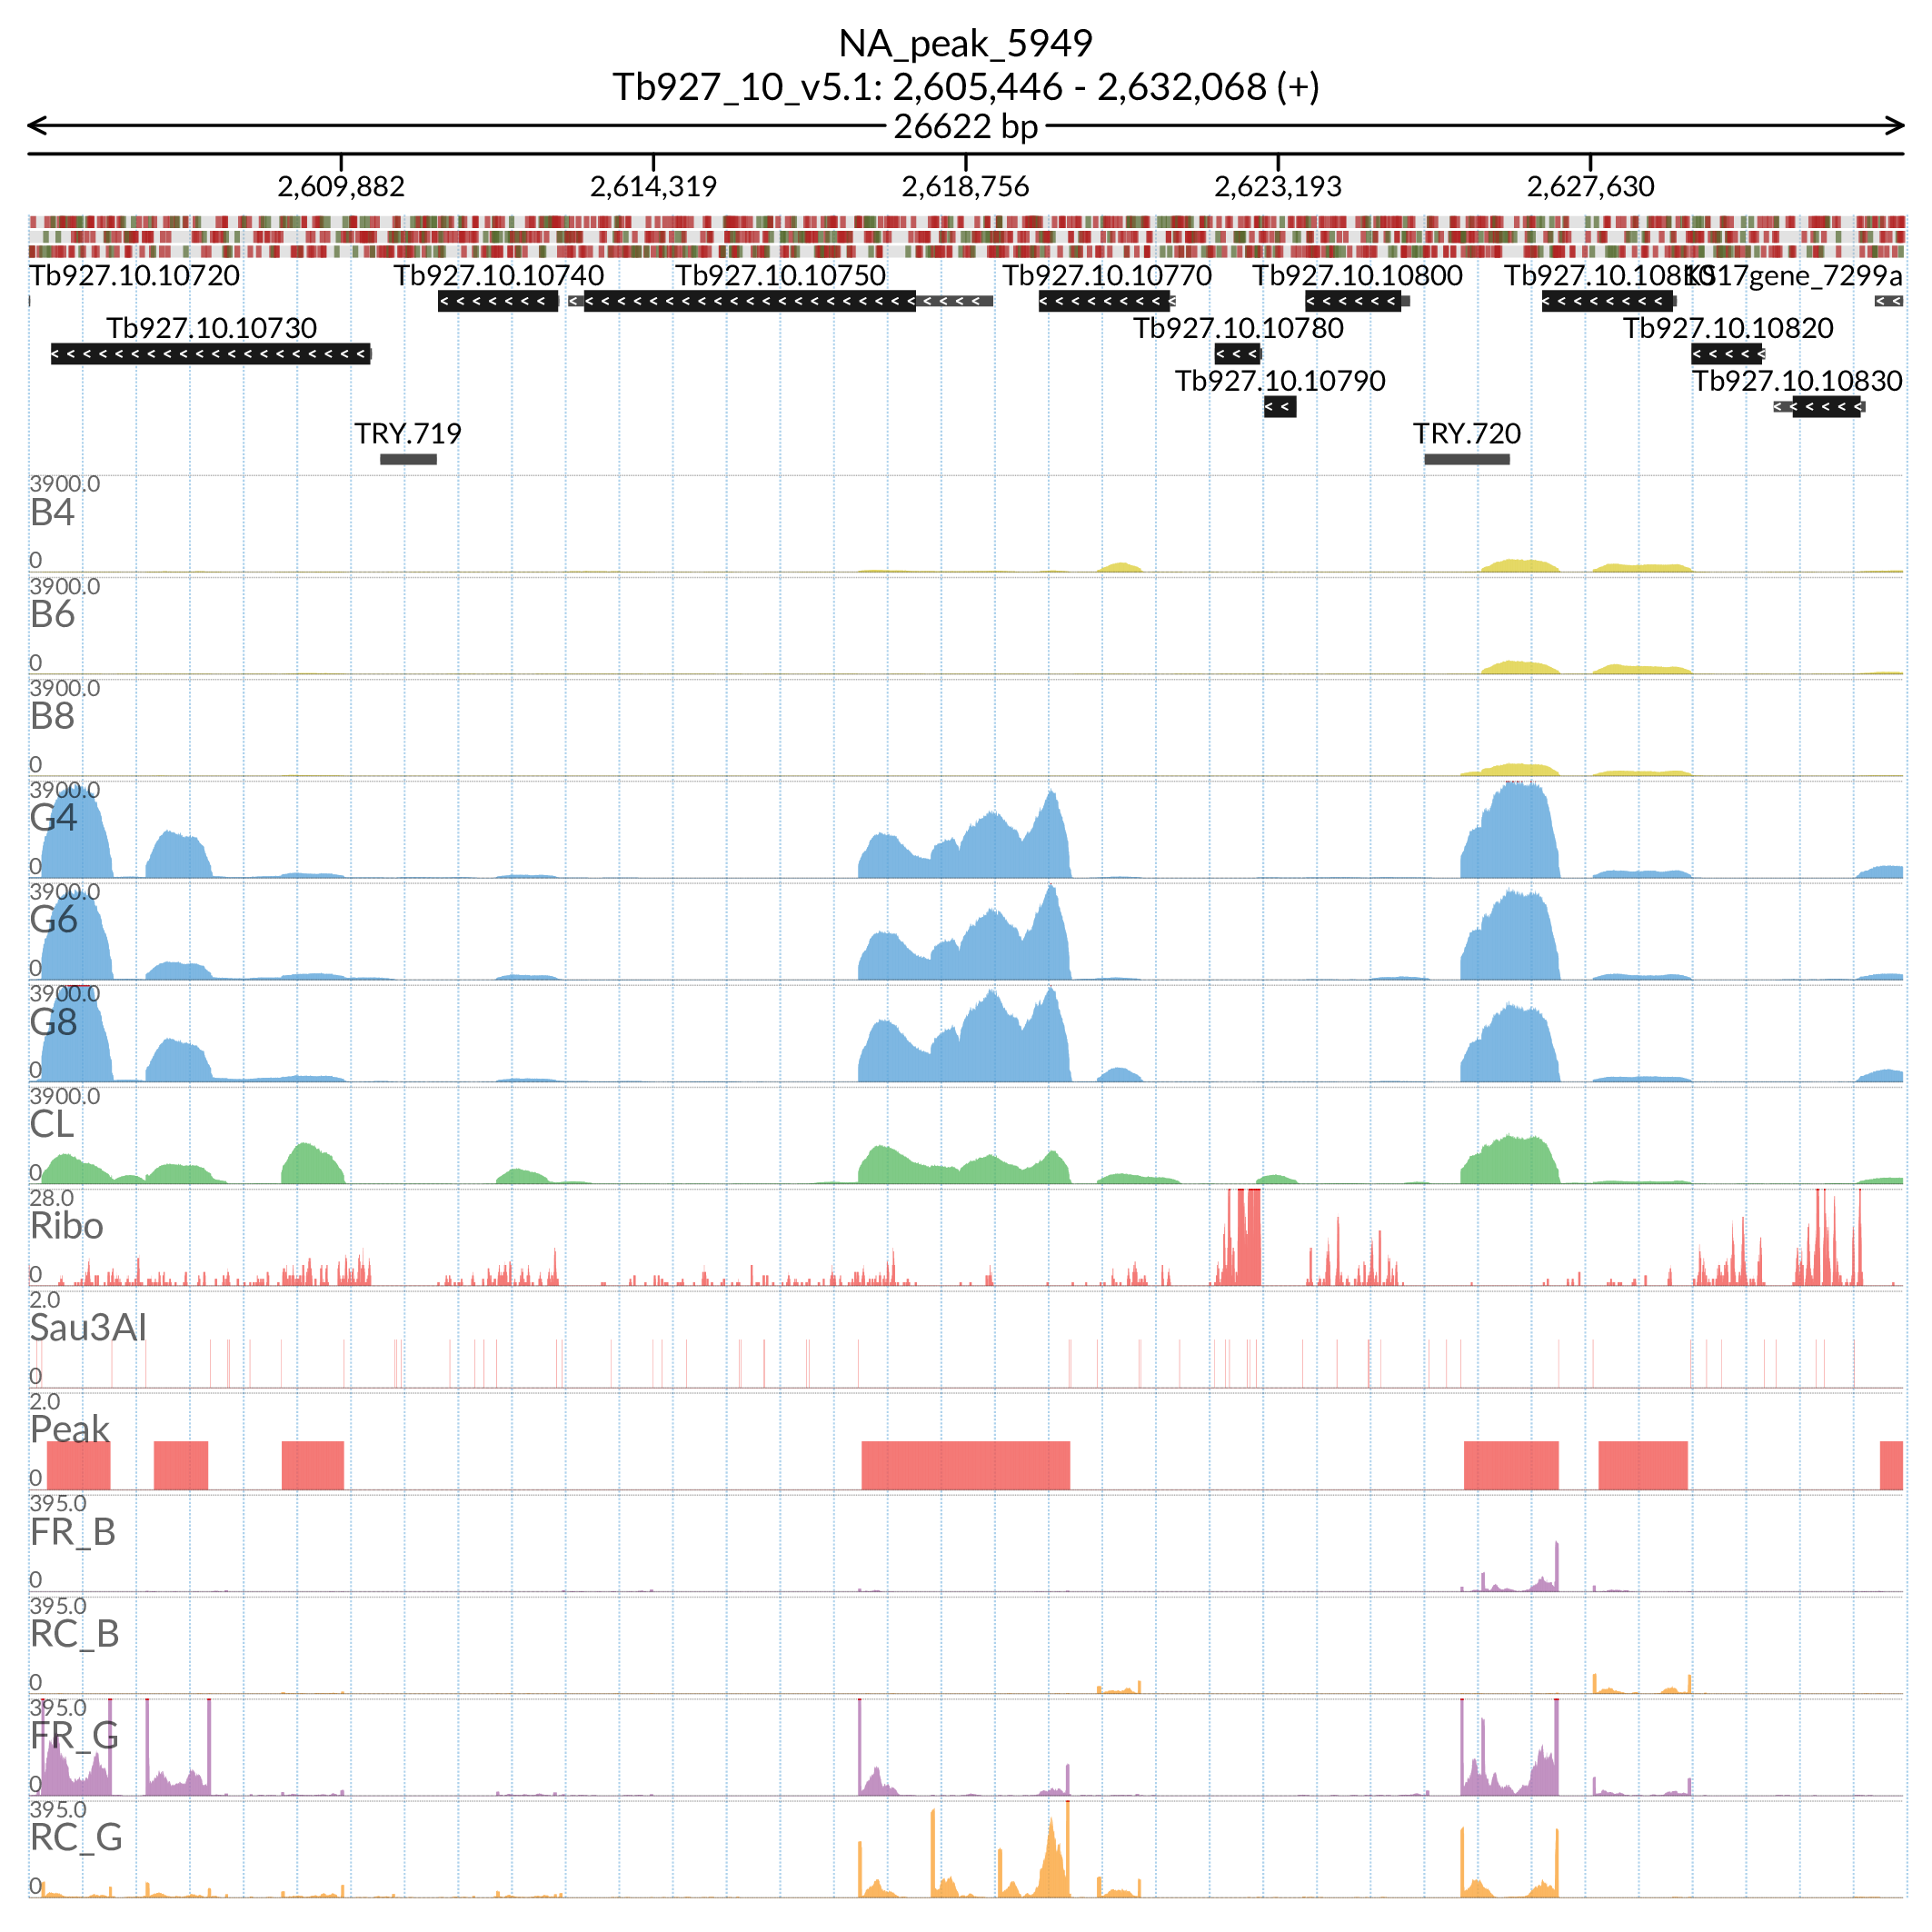 NA_peak_5949
Tb927_10_v5.1: 2,605,446 - 2,632,068 (+)
26622 bp
2,609,882 2,614,319 2,618,756 2,623,193 2,627,630
Tb927.10.10720 Tb927.10.10740 Tb927.10.10750 Tb927.10.10770 Tb927.10.10800 Tb927.10.10810 KS17gene_7299a
Tb927.10.10730 Tb927.10.10780 Tb927.10.10820
Tb927.10.10790 Tb927.10.10830
TRY.719 TRY.720
3900.0
B4
0
3900.0
B6
0
3900.0
B8
0
3900.0
G4
0
3900.0
G6
0
3900.0
G8
0
3900.0
CL
0
28.0
Ribo
0
2.0
Sau3AI
0
2.0
Peak
0
395.0
FR_B
0
395.0
RC_B
0
395.0
FR_G
0
395.0
RC_G
0